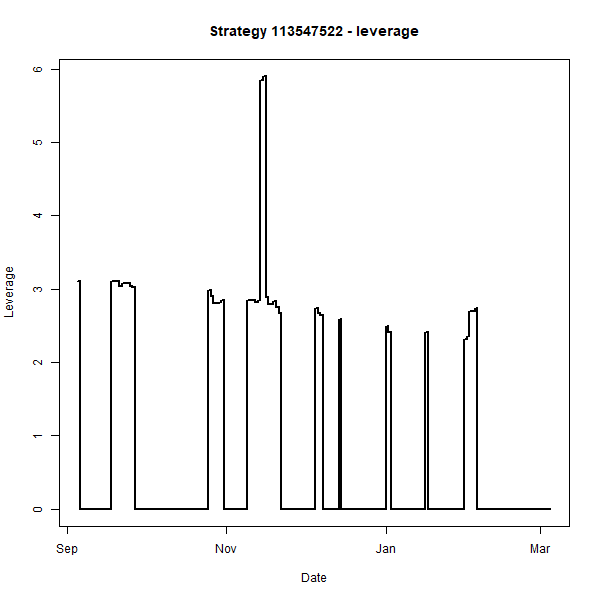 Strategy 113547522 - leverage
6
5
4
3
2
1
0
Leverage
Sep
Nov
Jan
Mar
Date